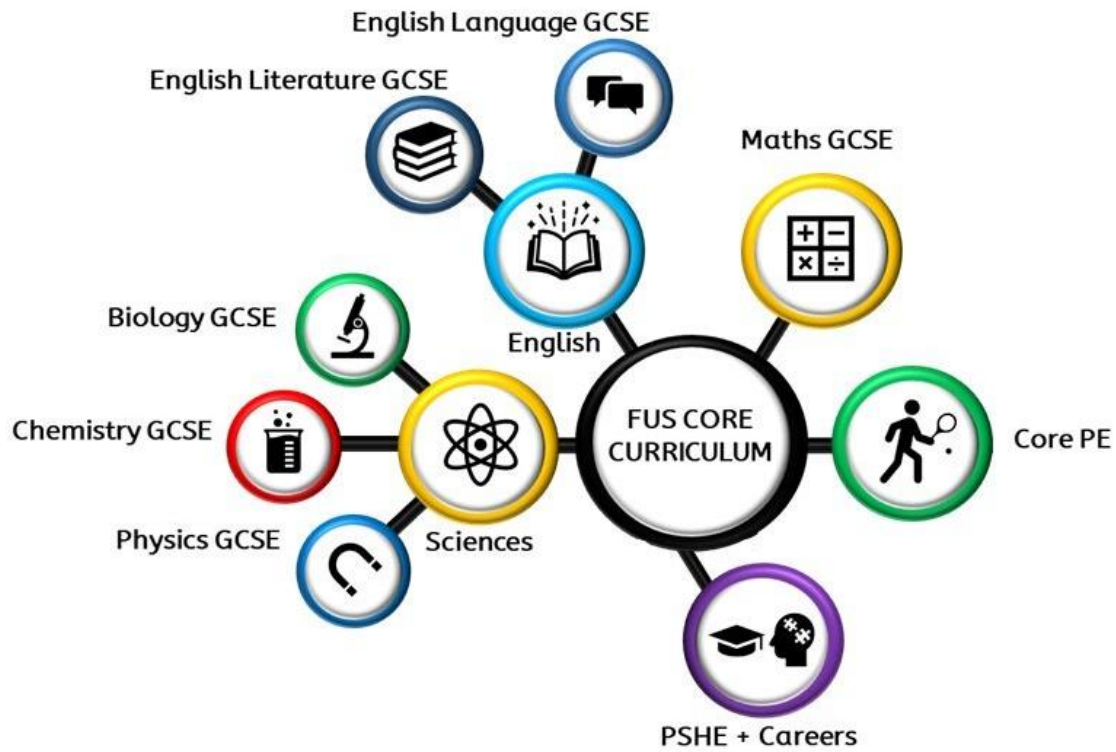 English Language GCSE
English Literature GCSE
Maths GCSE
Biology GCSE
English
Chemistry GCSE
FUS CORE
CURRICULUM
Core PE
Physics GCSE
Sciences
PSHE + Careers